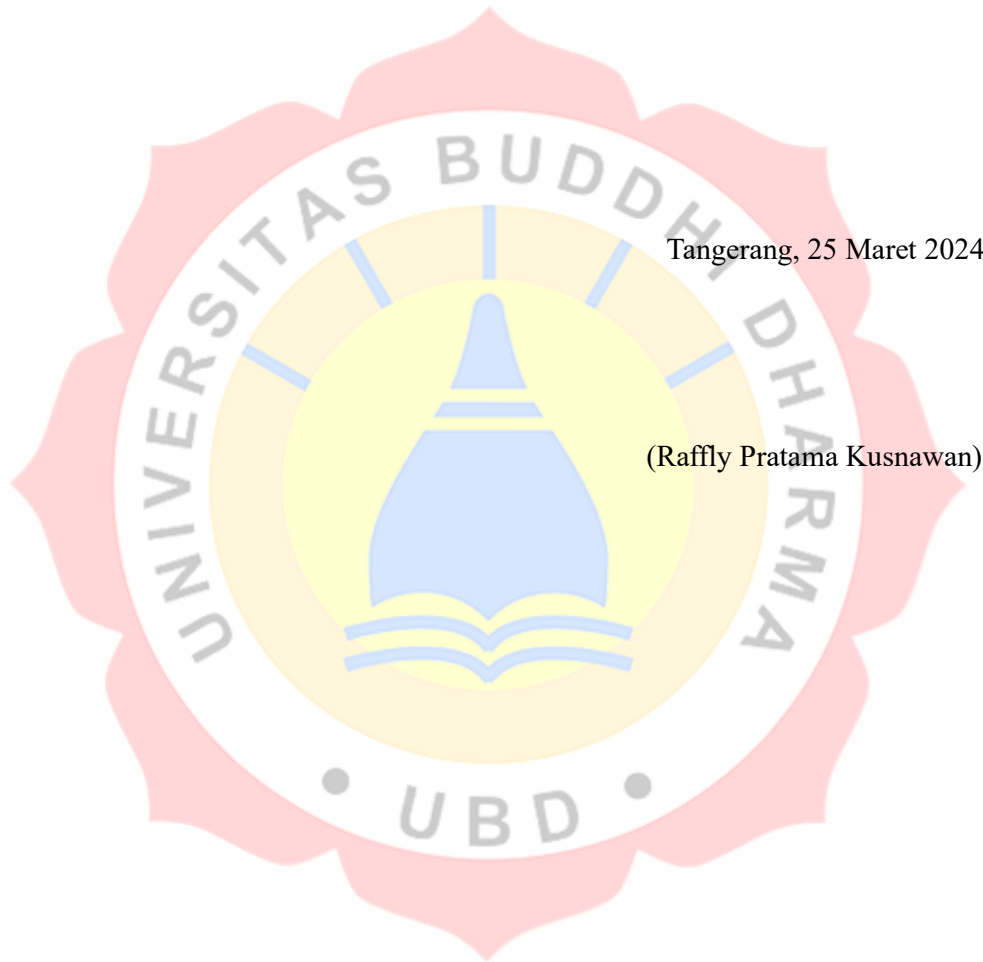 UNIVERSITAS BUDDHI DHARMA
Tangerang, 25 Maret 2024
(Raffly Pratama Kusnawan)
• UBD •